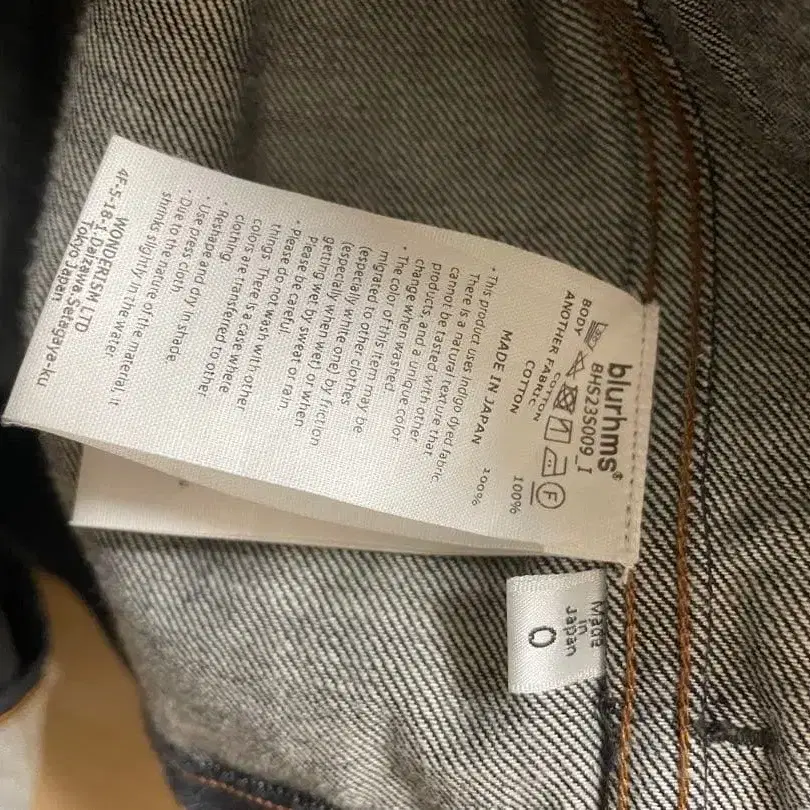 blurhms®
BHS23S009_I
F
BODY COTTON 100%
ANOTHER FABRIC
COTTON 100%
MADE IN JAPAN
• This product uses indigo dyed fabric.
There is a natural texture that
cannot be tasted with other
products, and a unique color
change when washed.
• The color of this item may be
migrated to other clothes
(especially white one) by friction
(especially when wet) or when
getting wet by sweat or rain
Please be careful.
• Please do not wash with other
things. There is a case where
colors are transferred to other
clothing.
• Reshape and dry in shape.
• Use press cloth.
• Due to the nature of the material, it
shrinks slightly in the water.
WONDERISM LTD
4F-5-18-1,Daizawa,Setagaya-ku
Tokyo Japan
Made
in
Japan
0